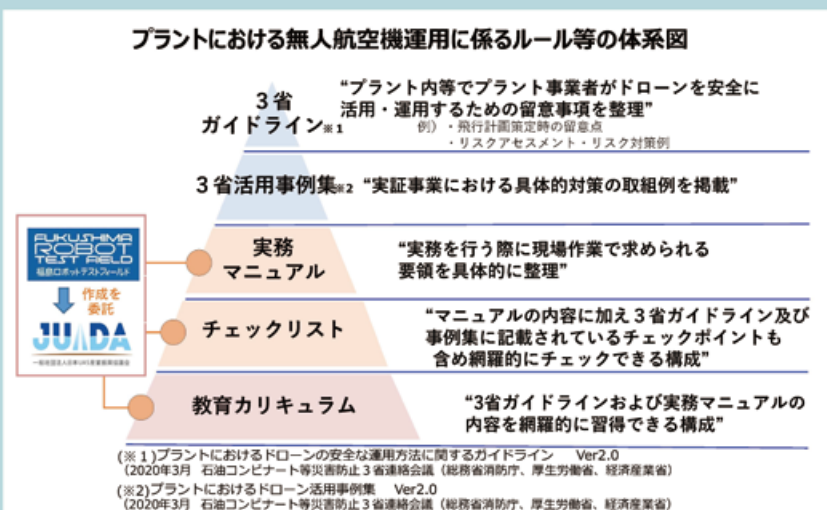 プラントにおける無人航空機運用に係るルール等の体系図
3省
ガイドライン※1
“プラント内等でプラント事業者がドローンを安全に
活用・運用するための留意事項を整理”
例）・飛行計画策定時の留意点
・リスクアセスメント・リスク対策例
3省活用事例集※2
“実証事業における具体的対策の取組例を掲載”
FUKUSHIMA
ROBOT
TEST FIELD
福島ロボットテストフィールド
作成を
委託
JUIDA
実務
マニュアル
“実務を行う際に現場作業で求められる
要領を具体的に整理”
チェックリスト
“マニュアルの内容に加え３省ガイドライン及び
事例集に記載されているチェックポイントも
含め網羅的にチェックできる構成”
教育カリキュラム
“3省ガイドラインおよび実務マニュアルの
内容を網羅的に習得できる構成”
(※１)プラントにおけるドローンの安全な運用方法に関するガイドライン Ver2.0
（2020年3月 石油コンビナート等災害防止３省連絡会議（総務省消防庁、厚生労働省、経済産業省）
(※2)プラントにおけるドローン活用事例集 Ver2.0
（2020年3月 石油コンビナート等災害防止３省連絡会議（総務省消防庁、厚生労働省、経済産業省）